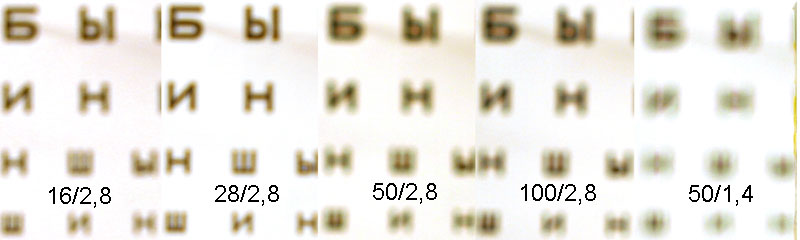 Б Ы Б Ы Б Ы Б Ы Б Ы
И Н И Н И Н И Н
Н Ш Ы Н Ш Ы Н Ш Ы Н Ш Ы
16/2,8 28/2,8 50/2,8 100/2,8 50/1,4
Ш И Н Ш И Н Ш И Н Ш И Н